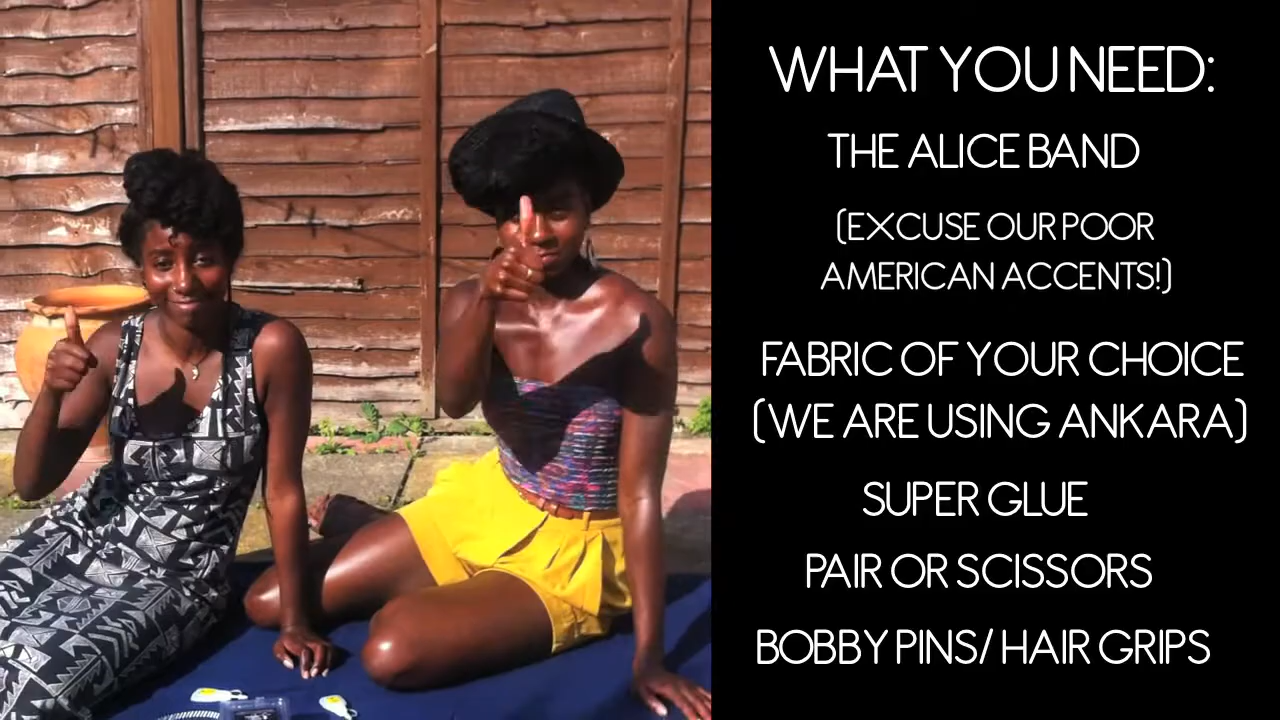 WHAT YOU NEED:
THE ALICE BAND
(EXCUSE OUR POOR
AMERICAN ACCENTS!)
FABRIC OF YOUR CHOICE
(WE ARE USING ANKARA)
SUPER GLUE
PAIR OR SCISSORS
BOBBY PINS/ HAIR GRIPS